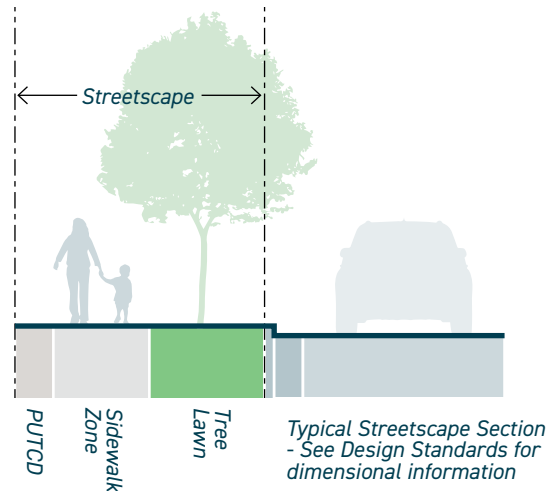 Streetscape
PUTCD
Sidewalk
Zone
Tree
Lawn
Typical Streetscape Section
- See Design Standards for
dimensional information